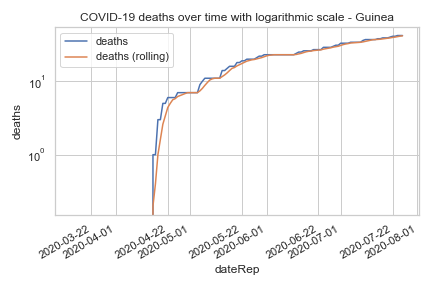 COVID-19 deaths over time with logarithmic scale - Guinea
deaths
deaths (rolling)
deaths
10¹
10⁰
2020-03-22
2020-04-01
2020-04-22
2020-05-01
2020-05-22
2020-06-01
2020-06-22
2020-07-01
2020-07-22
2020-08-01
dateRep